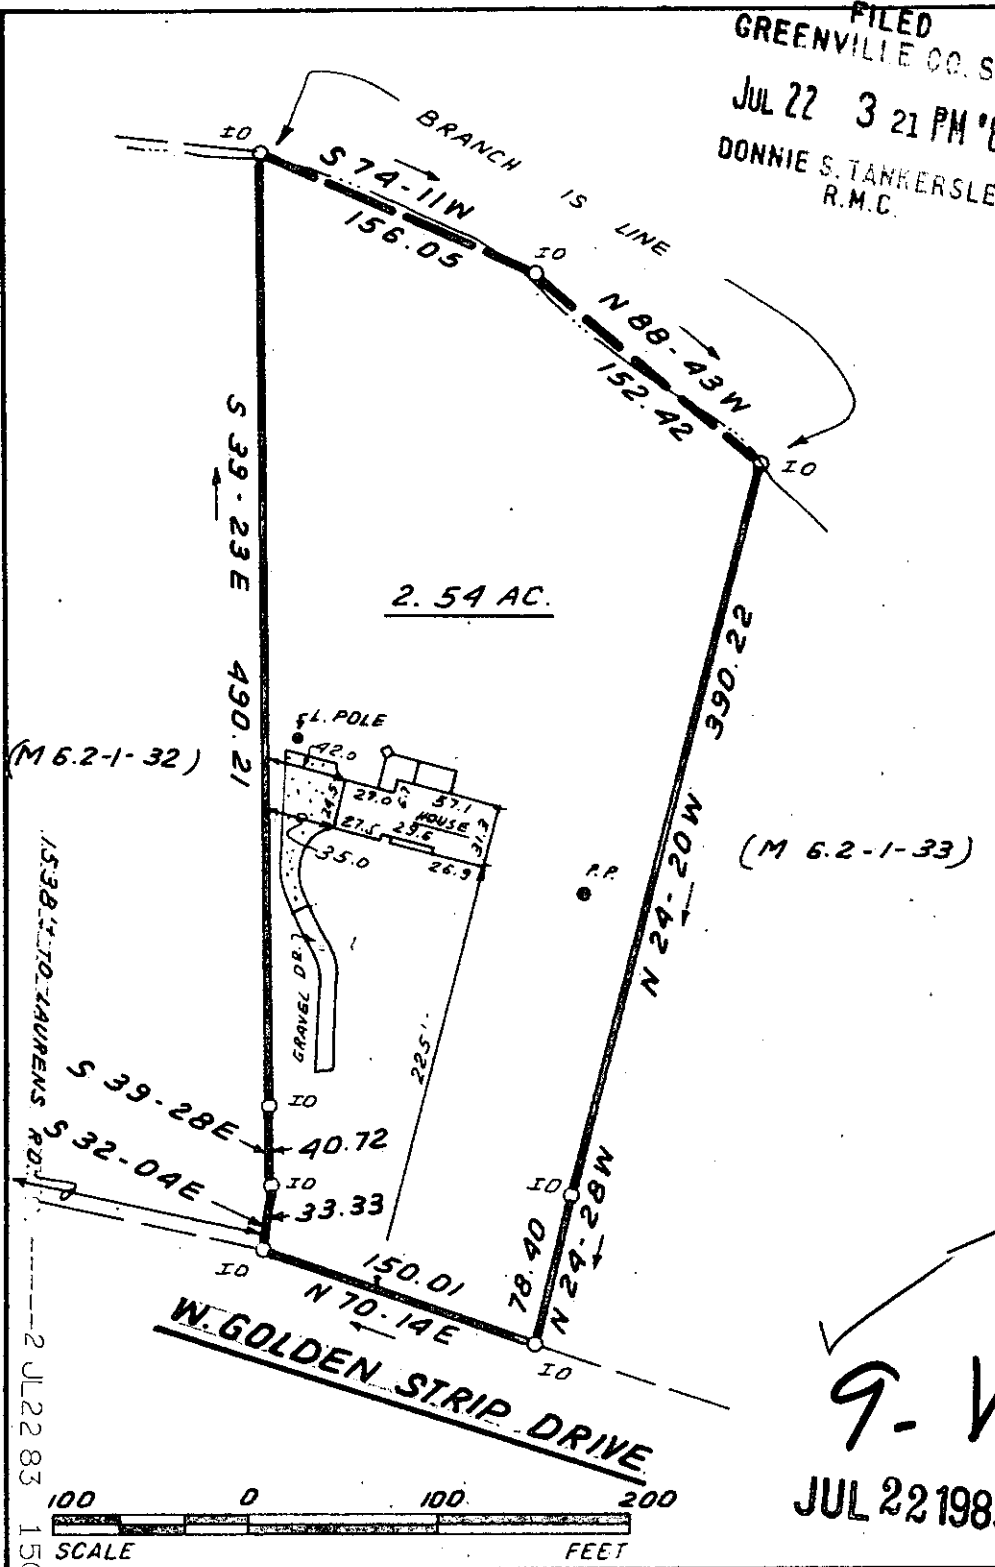 FILED
GREENVILLE CO. S
JUL 22 3 21 PM '8
DONNIE S. TANKERSLE
R.M.C.
BRANCH IS LINE
IO
S 74-11W
156.05
IO
N 88-43W
152.42
IO
S 39-23E 490.21
2.54 AC.
390.22
N 24-20W
(M 6.2-1-32)
L. POLE
42.0
29.0
6.7
57.1
24.5
HOUSE
27.5
29.6
31.3
35.0
26.9
P.P.
(M 6.2-1-33)
GRAVEL DR.
225'
1538'± TO LAURENS RD.
S 39-28E
IO
40.72
S 32-04E
IO
33.33
IO
78.40
N 24-28W
IO
150.01
N 70-14E
IO
W. GOLDEN STRIP DRIVE
2 JL22 83
9-
JUL 22 198
100 0 100 200
SCALE FEET